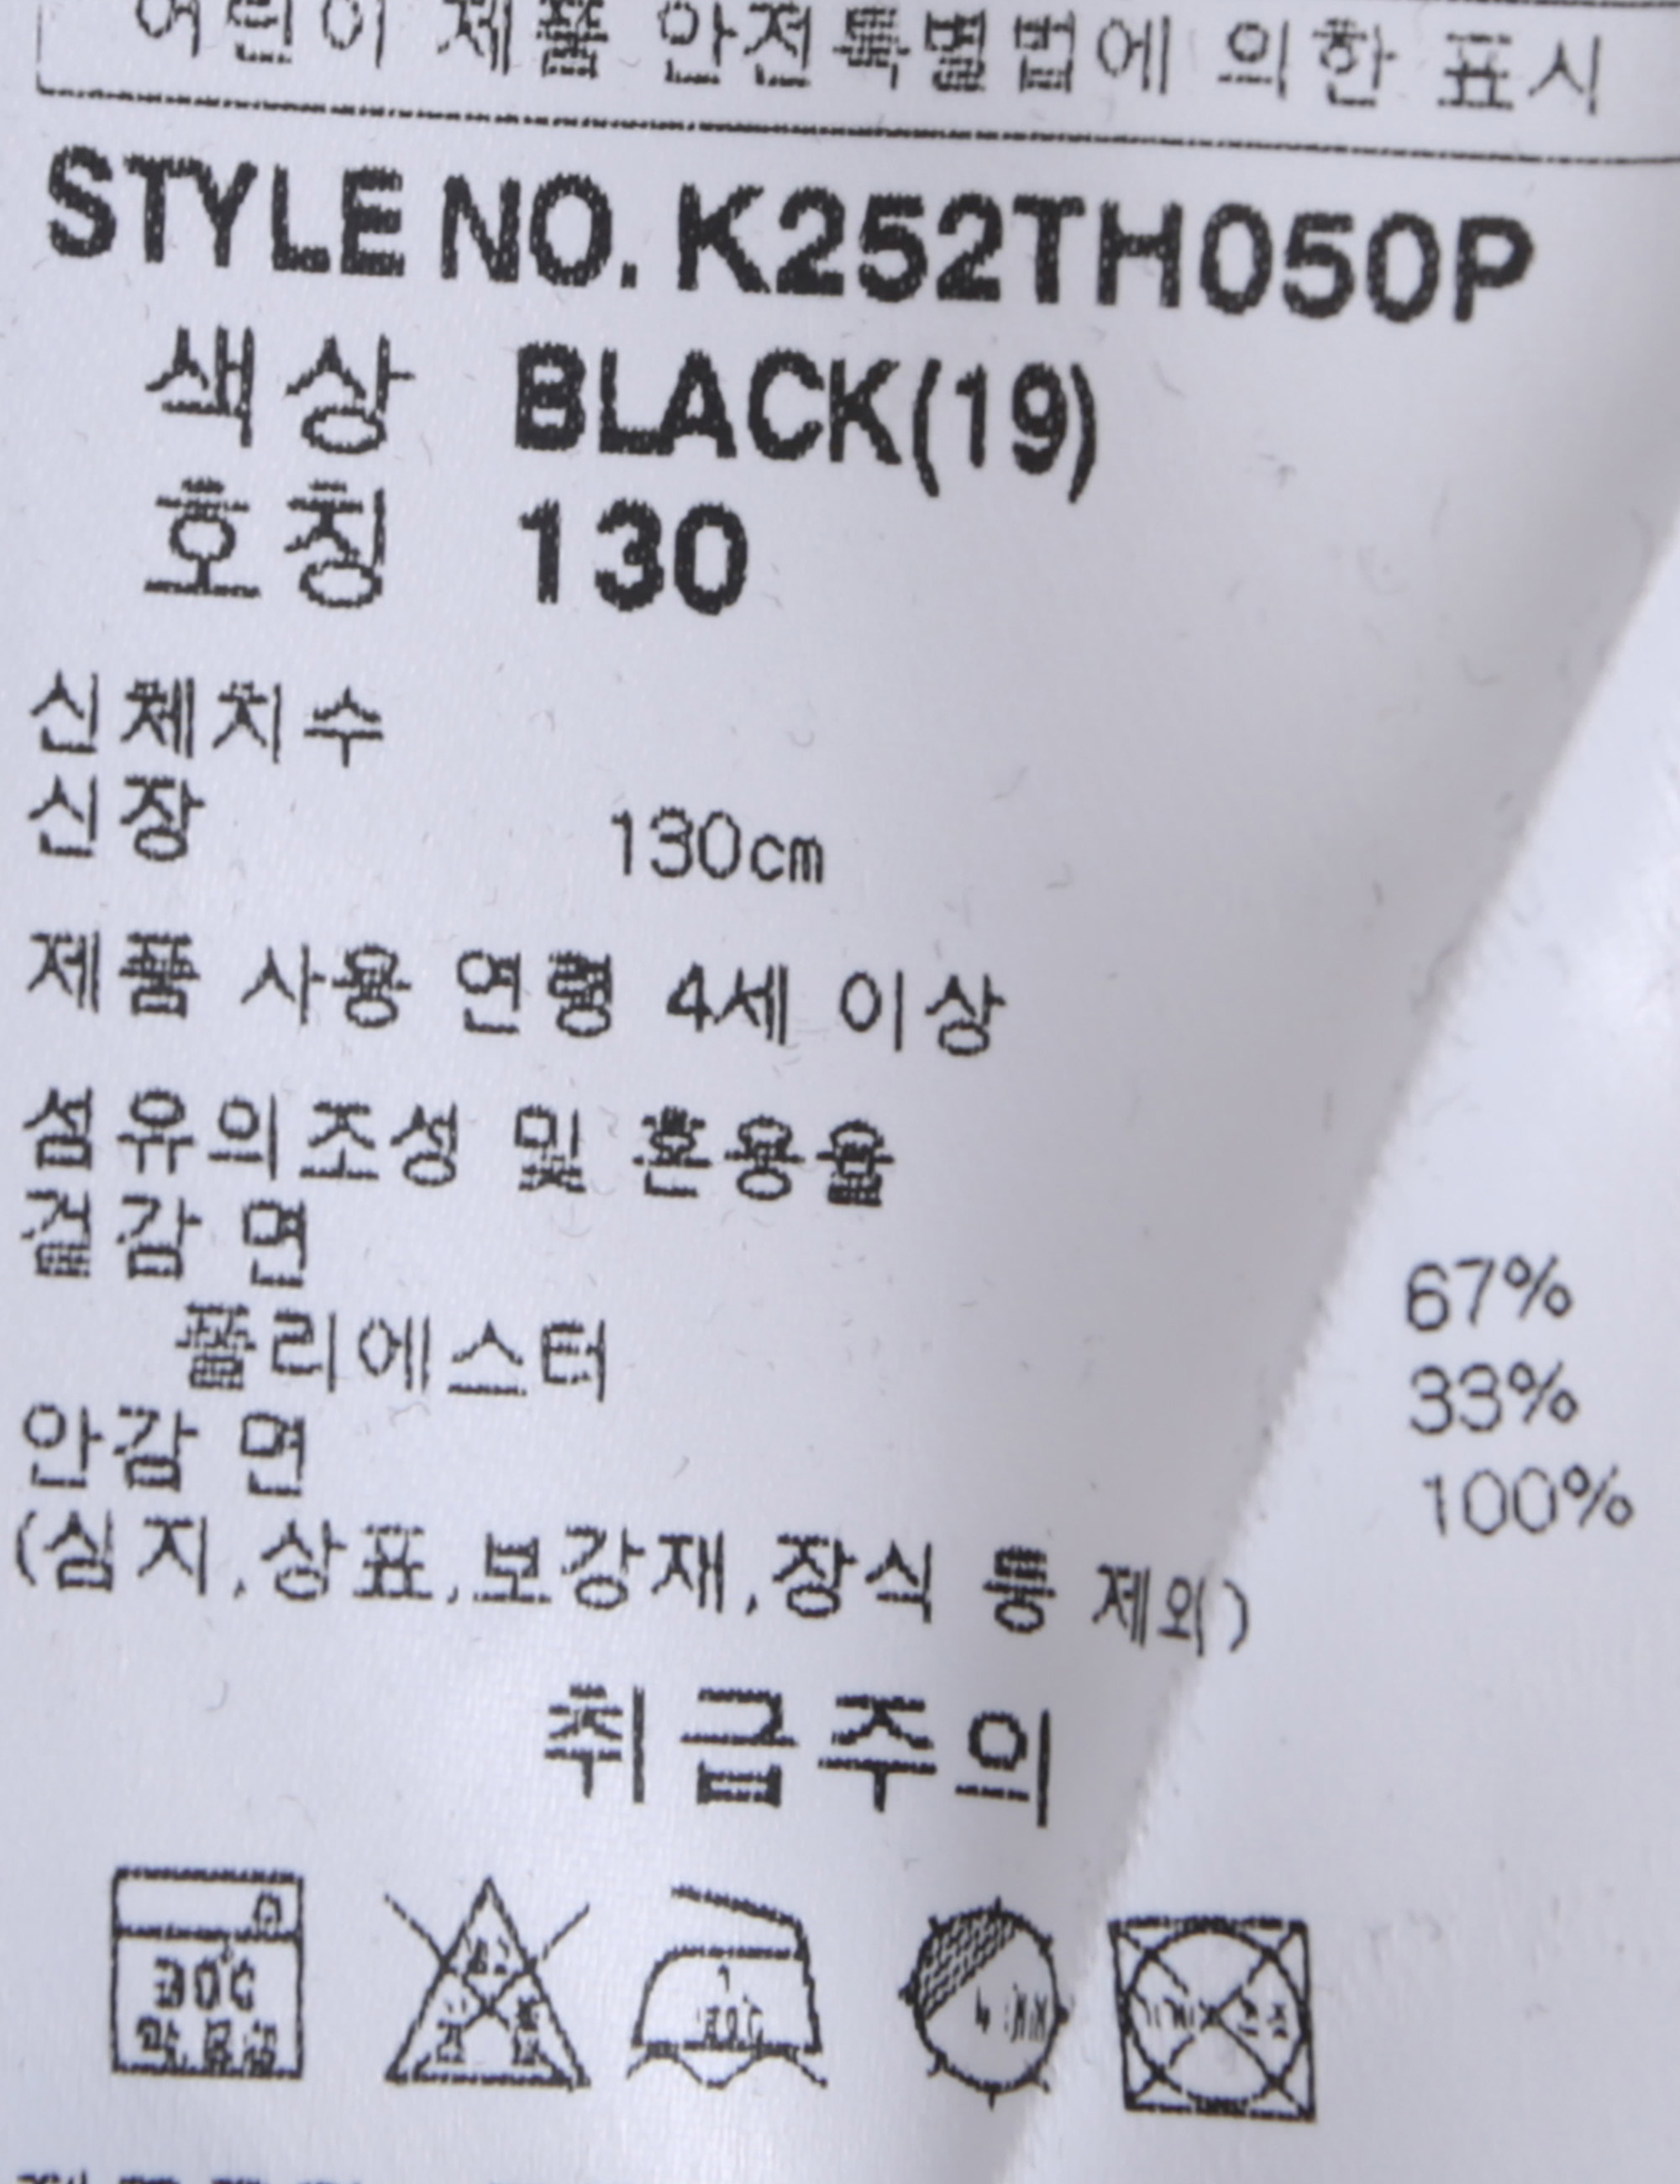 어린이 제품 안전특별법에 의한 표시
STYLE NO. K252TH050P
색상 BLACK(19)
호칭 130
신체치수
신장 130cm
제품 사용 연령 4세 이상
섬유의조성 및 혼용율
겉감 면 67%
폴리에스터 33%
안감 면 100%
(심지,상표,보강재,장식 등 제외)
취급주의
30℃